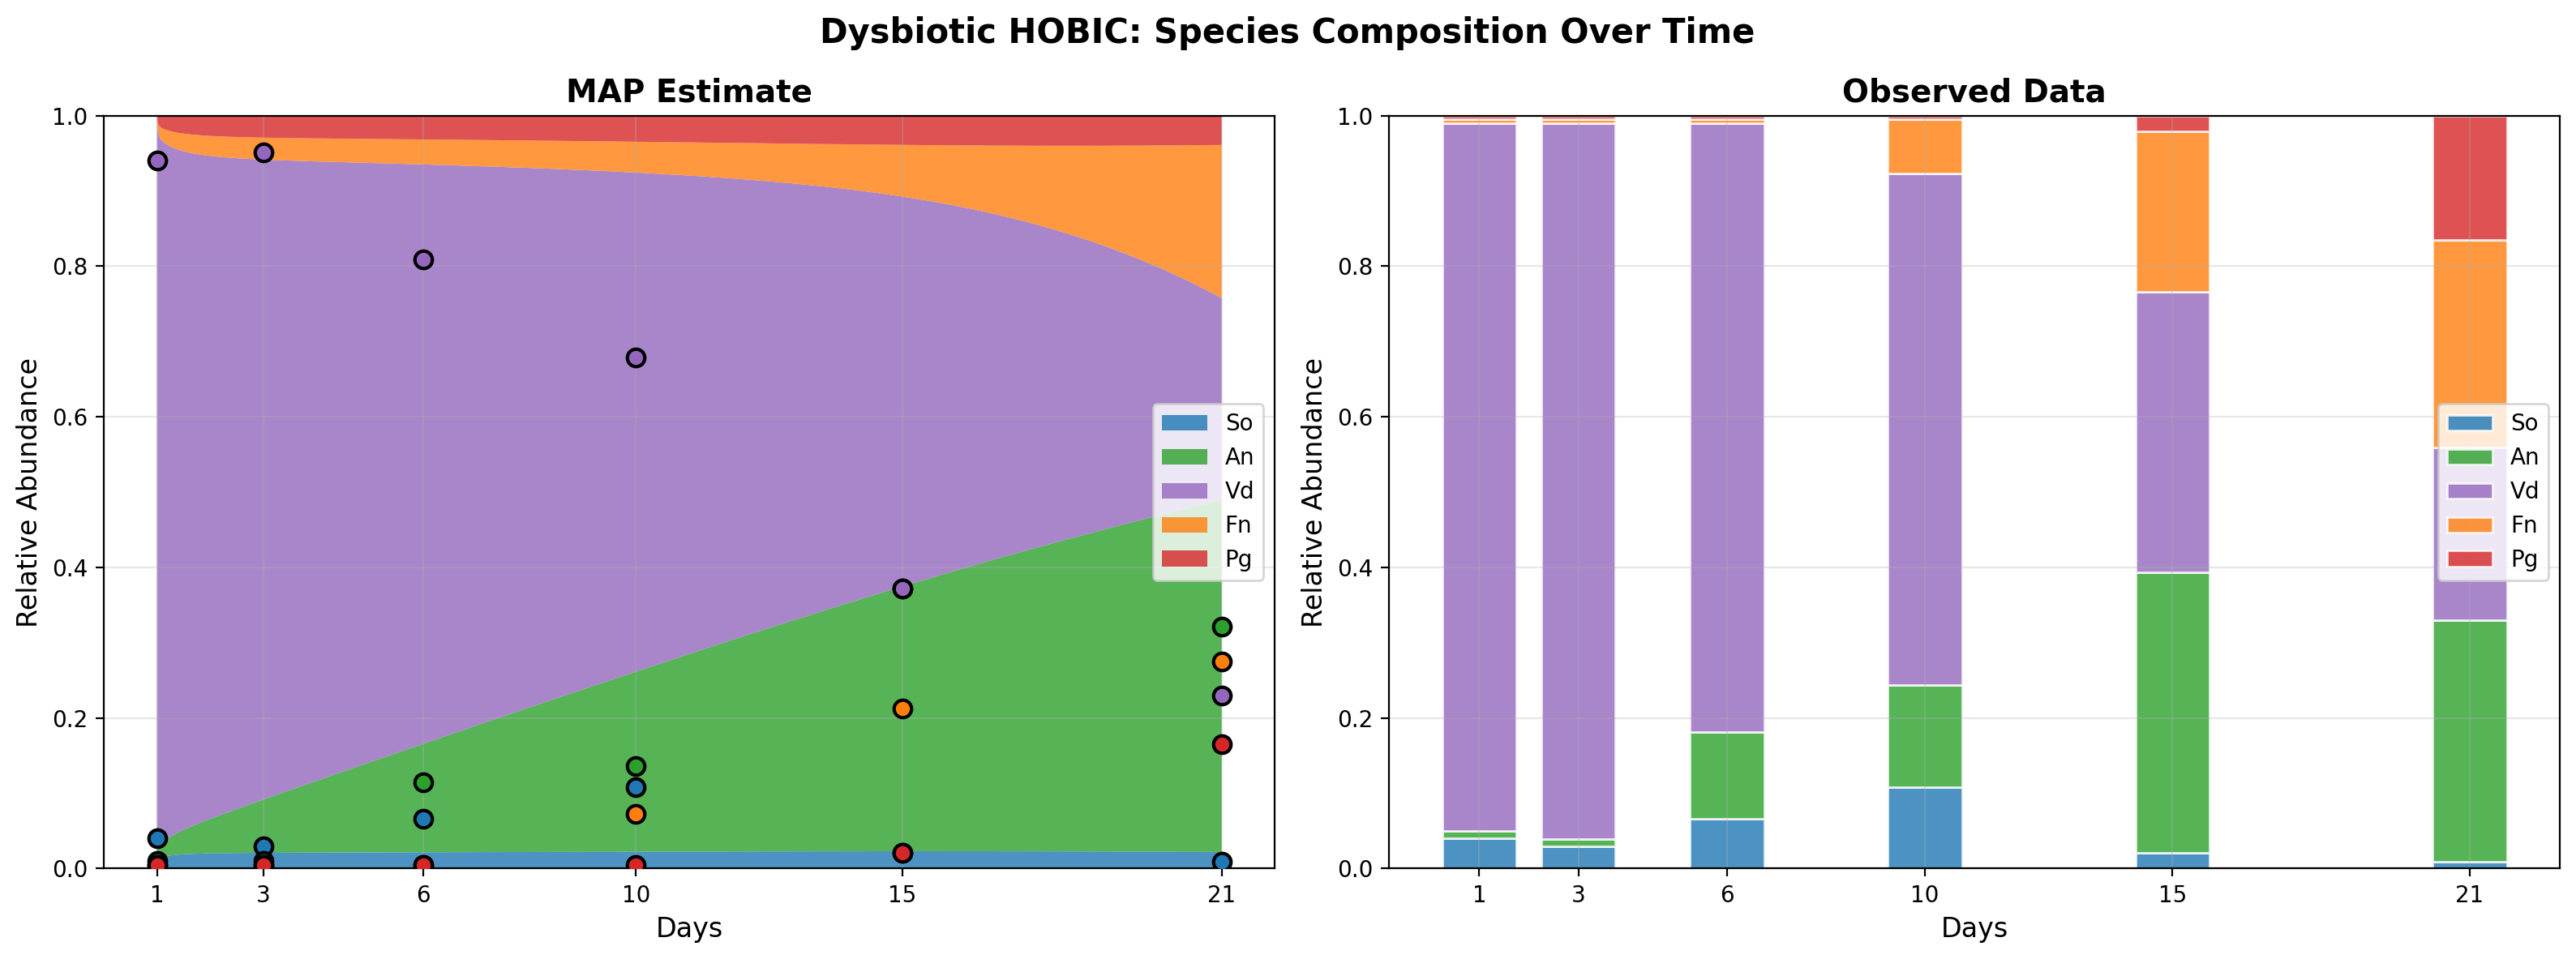 Dysbiotic HOBIC: Species Composition Over Time
MAP Estimate
Relative Abundance
1.0
0.8
0.6
0.4
0.2
0.0
1 3 6 10 15 21
Days
So
An
Vd
Fn
Pg
Observed Data
Relative Abundance
1.0
0.8
0.6
0.4
0.2
0.0
1 3 6 10 15 21
Days
So
An
Vd
Fn
Pg